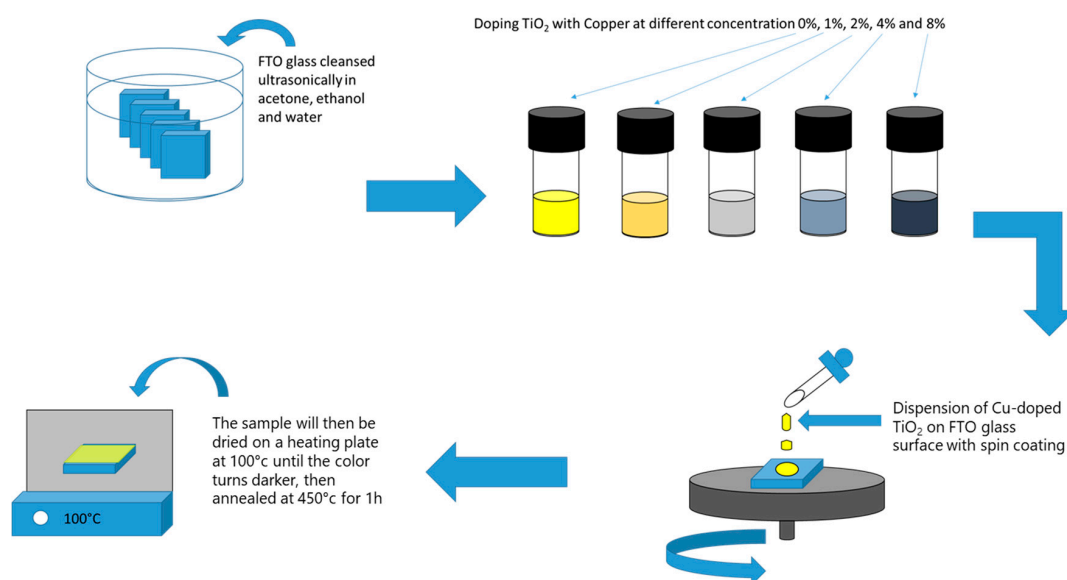 Doping TiO₂ with Copper at different concentration 0%, 1%, 2%, 4% and 8%
FTO glass cleansed
ultrasonically in
acetone, ethanol
and water
Dispension of Cu-doped
TiO₂ on FTO glass
surface with spin coating
The sample will then be
dried on a heating plate
at 100°c until the color
turns darker, then
annealed at 450°c for 1h
100°C